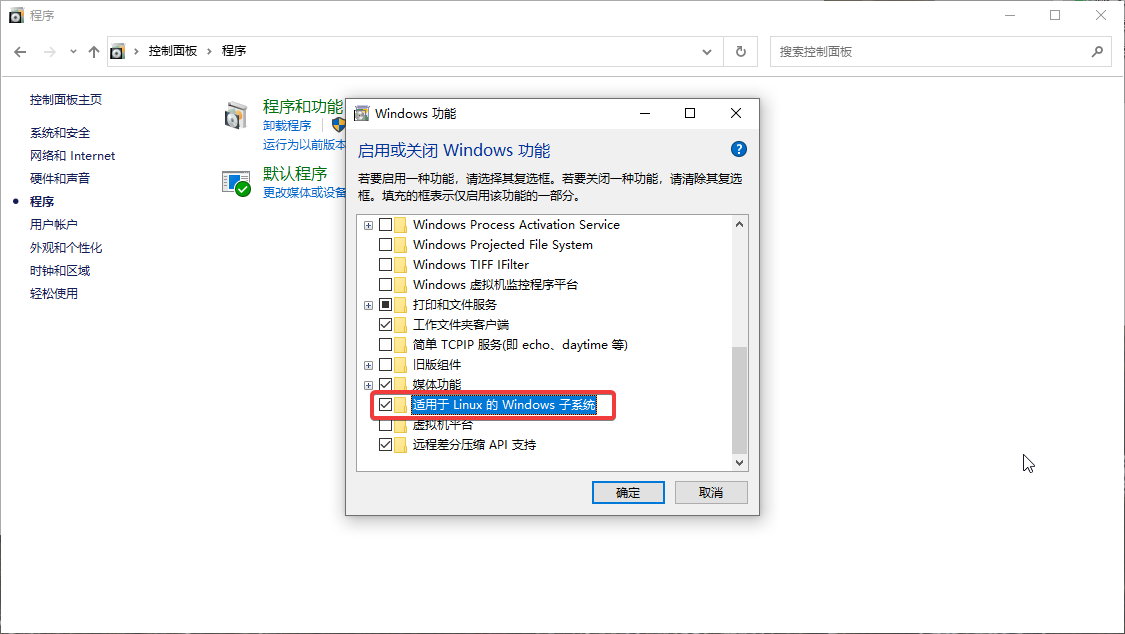 程序
控制面板
程序
搜索控制面板
控制面板主页
系统和安全
网络和 Internet
硬件和声音
程序
用户帐户
外观和个性化
时钟和区域
轻松使用
程序和功能
卸载程序
运行为以前版本
默认程序
更改媒体或设备
Windows 功能
启用或关闭 Windows 功能
若要启用一种功能，请选择其复选框。若要关闭一种功能，请清除其复选
框。填充的框表示仅启用该功能的一部分。
Windows Process Activation Service
Windows Projected File System
Windows TIFF IFilter
Windows 虚拟机监控程序平台
打印和文件服务
工作文件夹客户端
简单 TCPIP 服务(即 echo、daytime 等)
旧版组件
媒体功能
适用于 Linux 的 Windows 子系统
虚拟机平台
远程差分压缩 API 支持
确定
取消